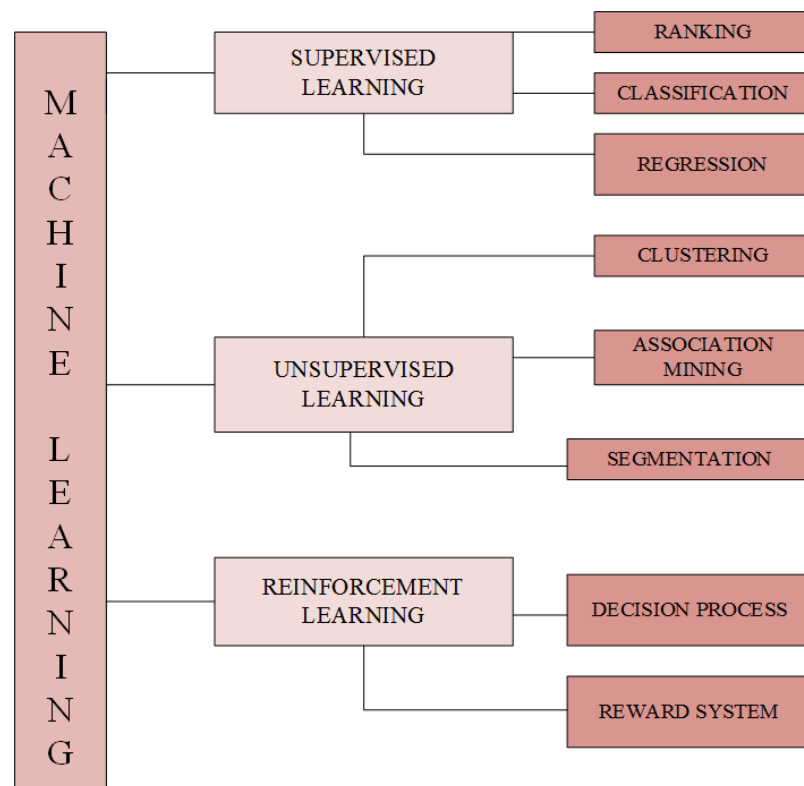 MACHINE LEARNING
SUPERVISED
LEARNING
RANKING
CLASSIFICATION
REGRESSION
UNSUPERVISED
LEARNING
CLUSTERING
ASSOCIATION
MINING
SEGMENTATION
REINFORCEMENT
LEARNING
DECISION PROCESS
REWARD SYSTEM